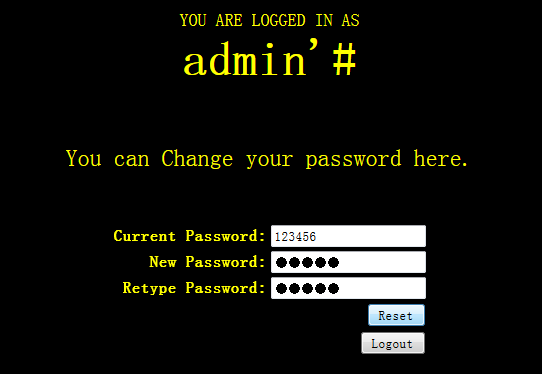 YOU ARE LOGGED IN AS
admin'#
You can Change your password here.
Current Password: 123456
New Password: ●●●●●
Retype Password: ●●●●●
Reset
Logout